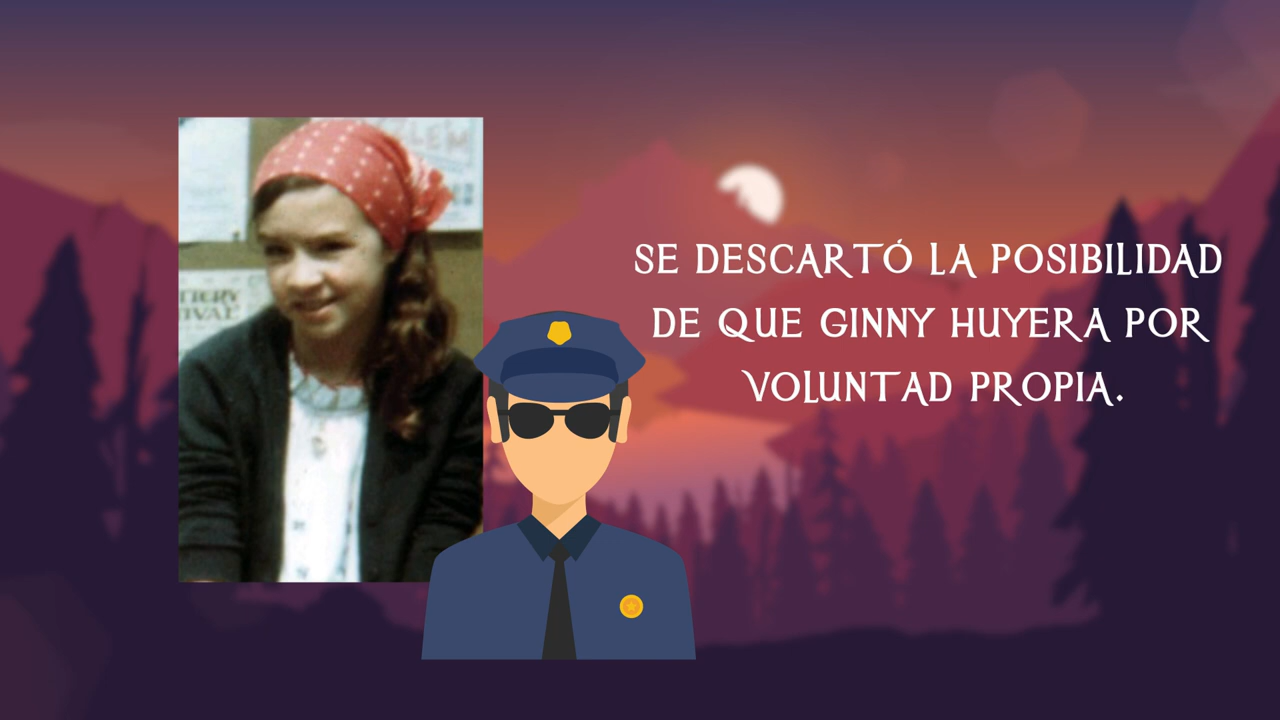 SE DESCARTÓ LA POSIBILIDAD
DE QUE GINNY HUYERA POR
VOLUNTAD PROPIA.